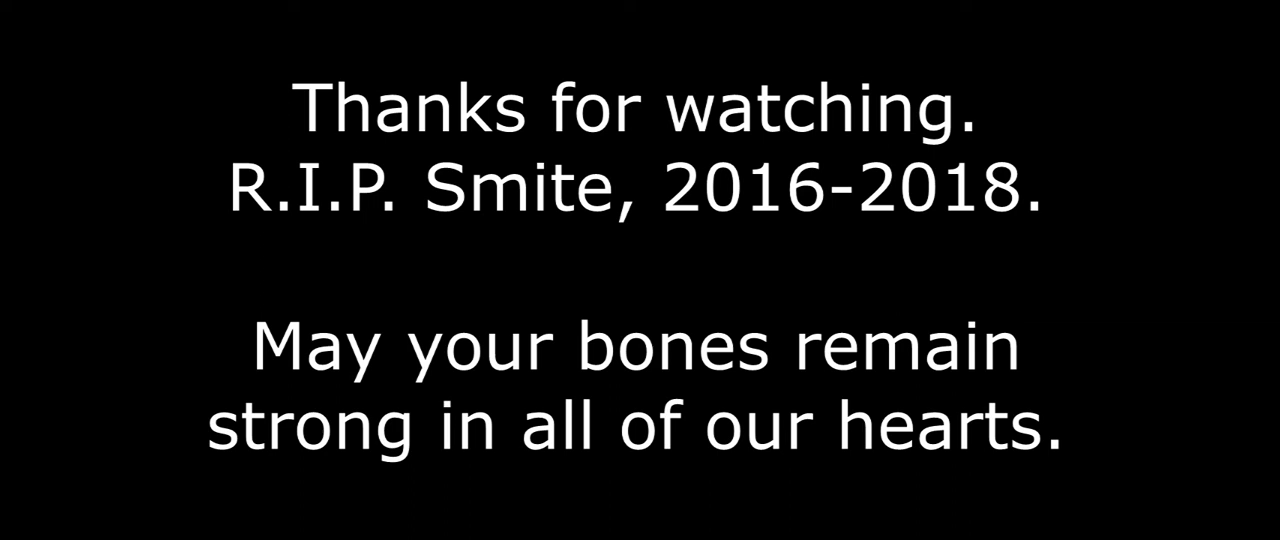 Thanks for watching.
R.I.P. Smite, 2016-2018.
May your bones remain
strong in all of our hearts.